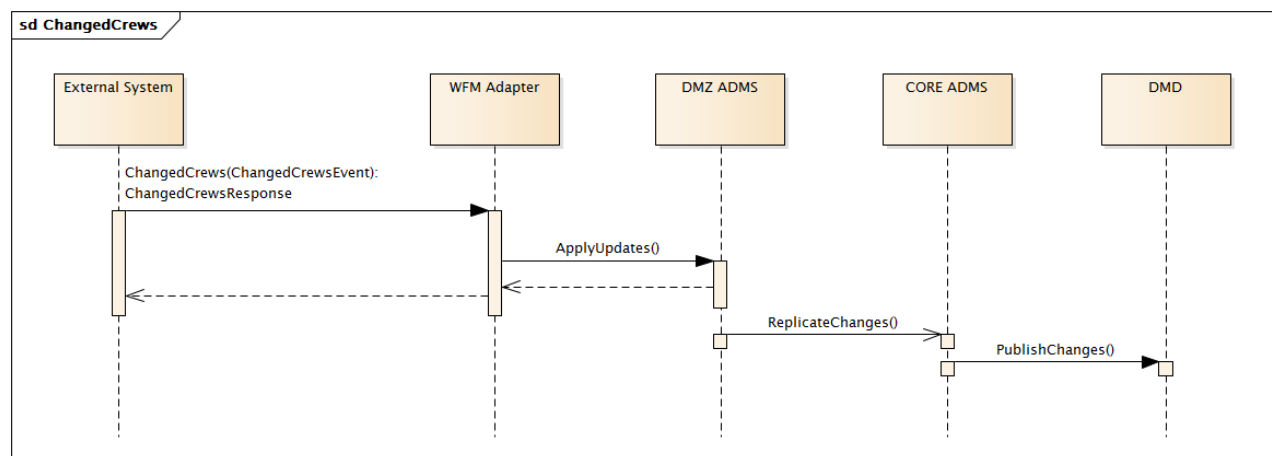 sd ChangedCrews
External System
WFM Adapter
DMZ ADMS
CORE ADMS
DMD
ChangedCrews(ChangedCrewsEvent):
ChangedCrewsResponse
ApplyUpdates()
ReplicateChanges()
PublishChanges()